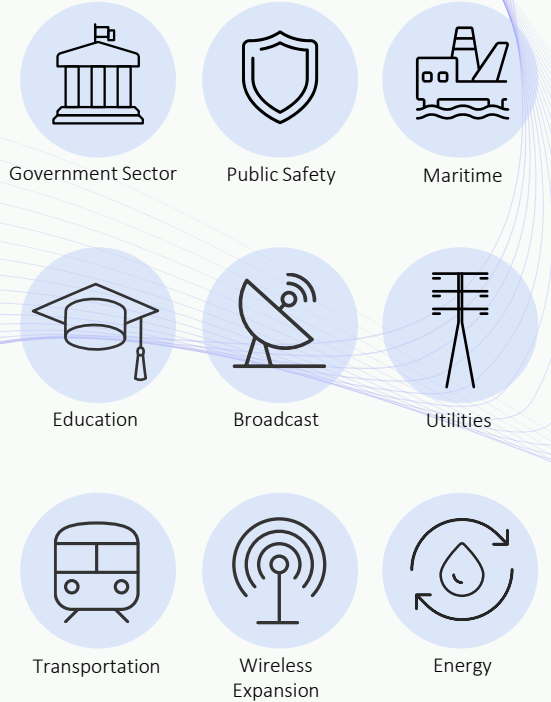 Government Sector
Public Safety
Maritime
Education
Broadcast
Utilities
Transportation
Wireless
Expansion
Energy